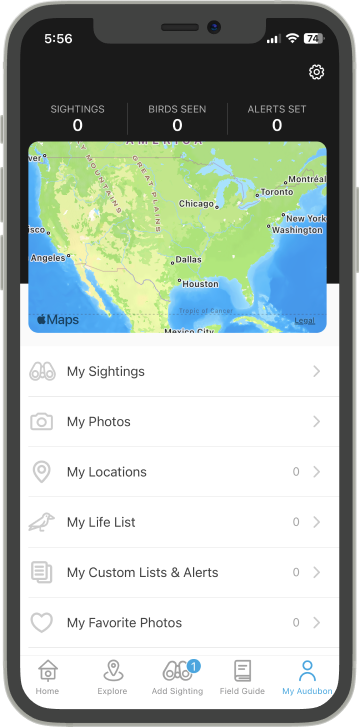 5:56
74
SIGHTINGS BIRDS SEEN ALERTS SET
0 0 0
AMERICA
MOUNTAINS
GREAT PLAINS
Montréal
Toronto
Chicago
New York
Washington
Dallas
Houston
Angeles
Tropic of Cancer
Maps
Legal
Mexico City
My Sightings
My Photos
My Locations 0
My Life List 0
My Custom Lists & Alerts 0
My Favorite Photos 0
1
Home Explore Add Sighting Field Guide My Audubon